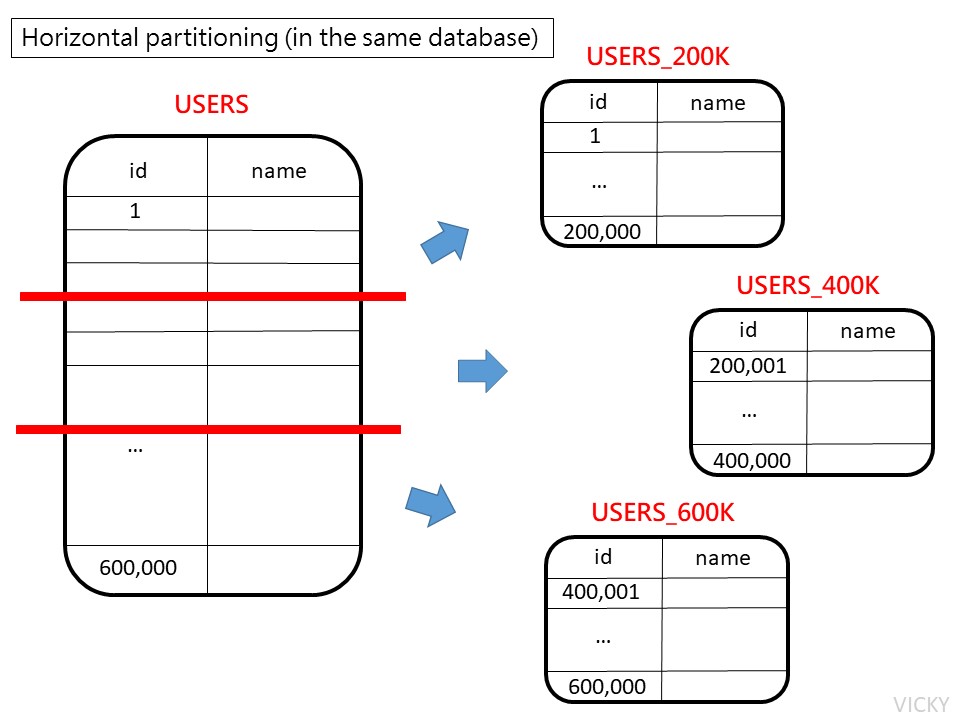 Horizontal partitioning (in the same database)
USERS
id name
1
...
600,000
USERS_200K
id name
1
...
200,000
USERS_400K
id name
200,001
...
400,000
USERS_600K
id name
400,001
...
600,000
VICKY